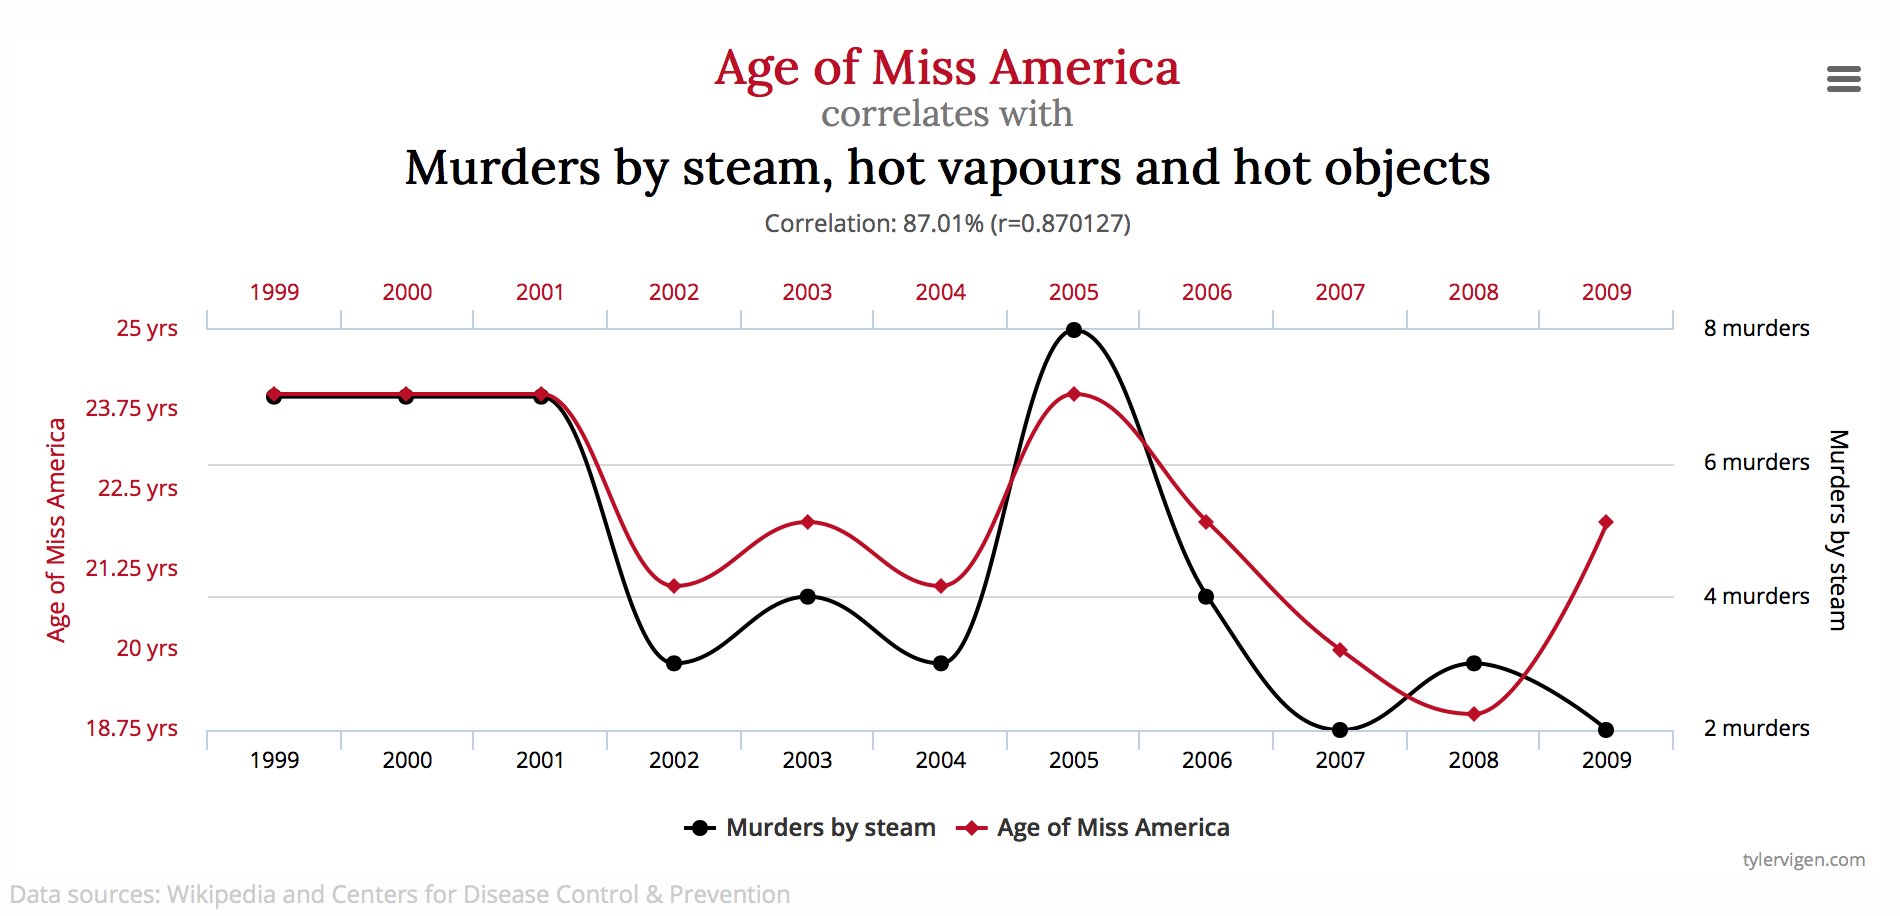 Age of Miss America
correlates with
Murders by steam, hot vapours and hot objects
Correlation: 87.01% (r=0.870127)
1999 2000 2001 2002 2003 2004 2005 2006 2007 2008 2009
25 yrs
23.75 yrs
22.5 yrs
21.25 yrs
20 yrs
18.75 yrs
Age of Miss America
8 murders
6 murders
4 murders
2 murders
Murders by steam
1999 2000 2001 2002 2003 2004 2005 2006 2007 2008 2009
Murders by steam Age of Miss America
tylervigen.com
Data sources: Wikipedia and Centers for Disease Control & Prevention